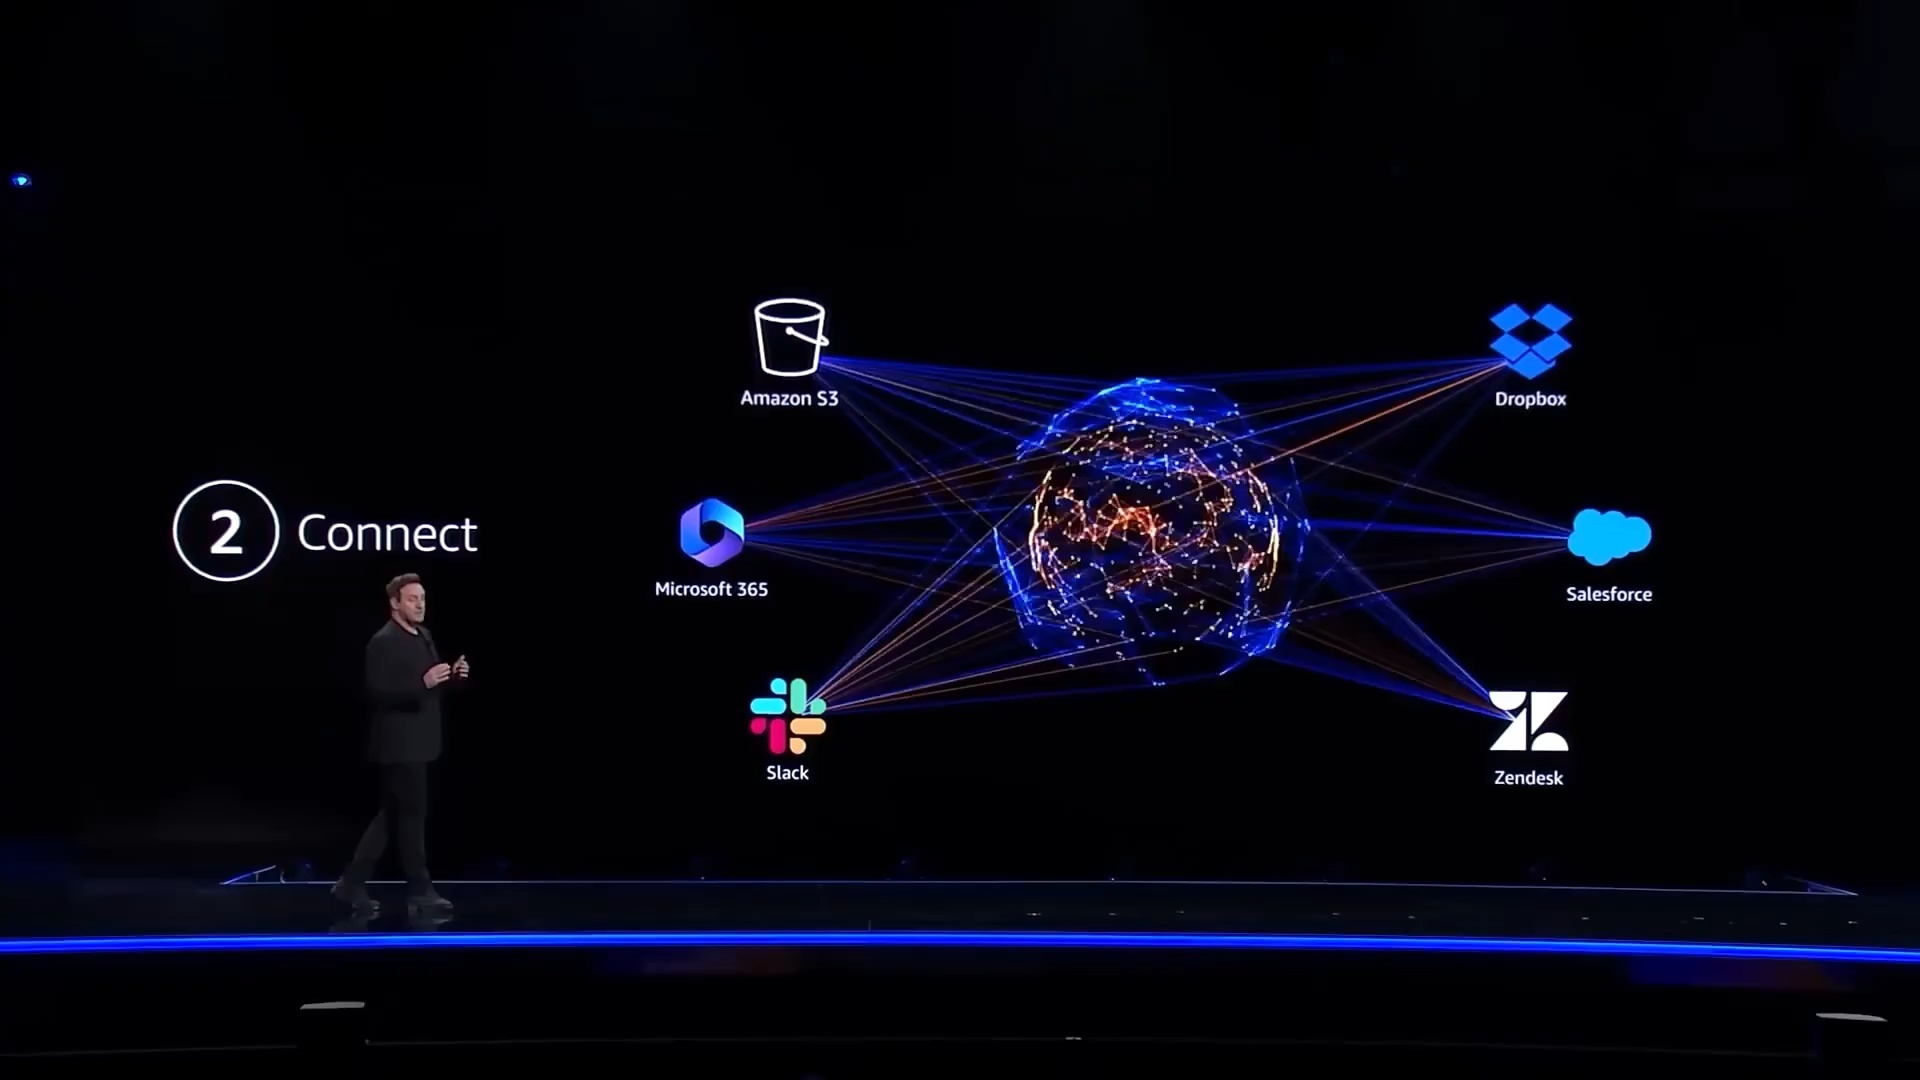 2 Connect
Amazon S3
Dropbox
Microsoft 365
Salesforce
Slack
Zendesk